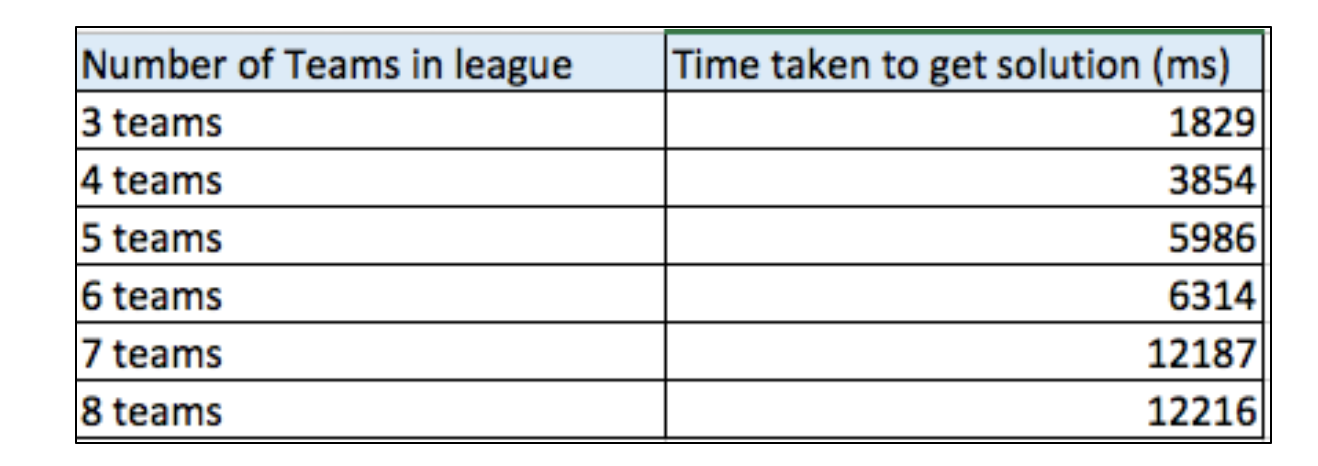 Number of Teams in league Time taken to get solution (ms)
3 teams 1829
4 teams 3854
5 teams 5986
6 teams 6314
7 teams 12187
8 teams 12216